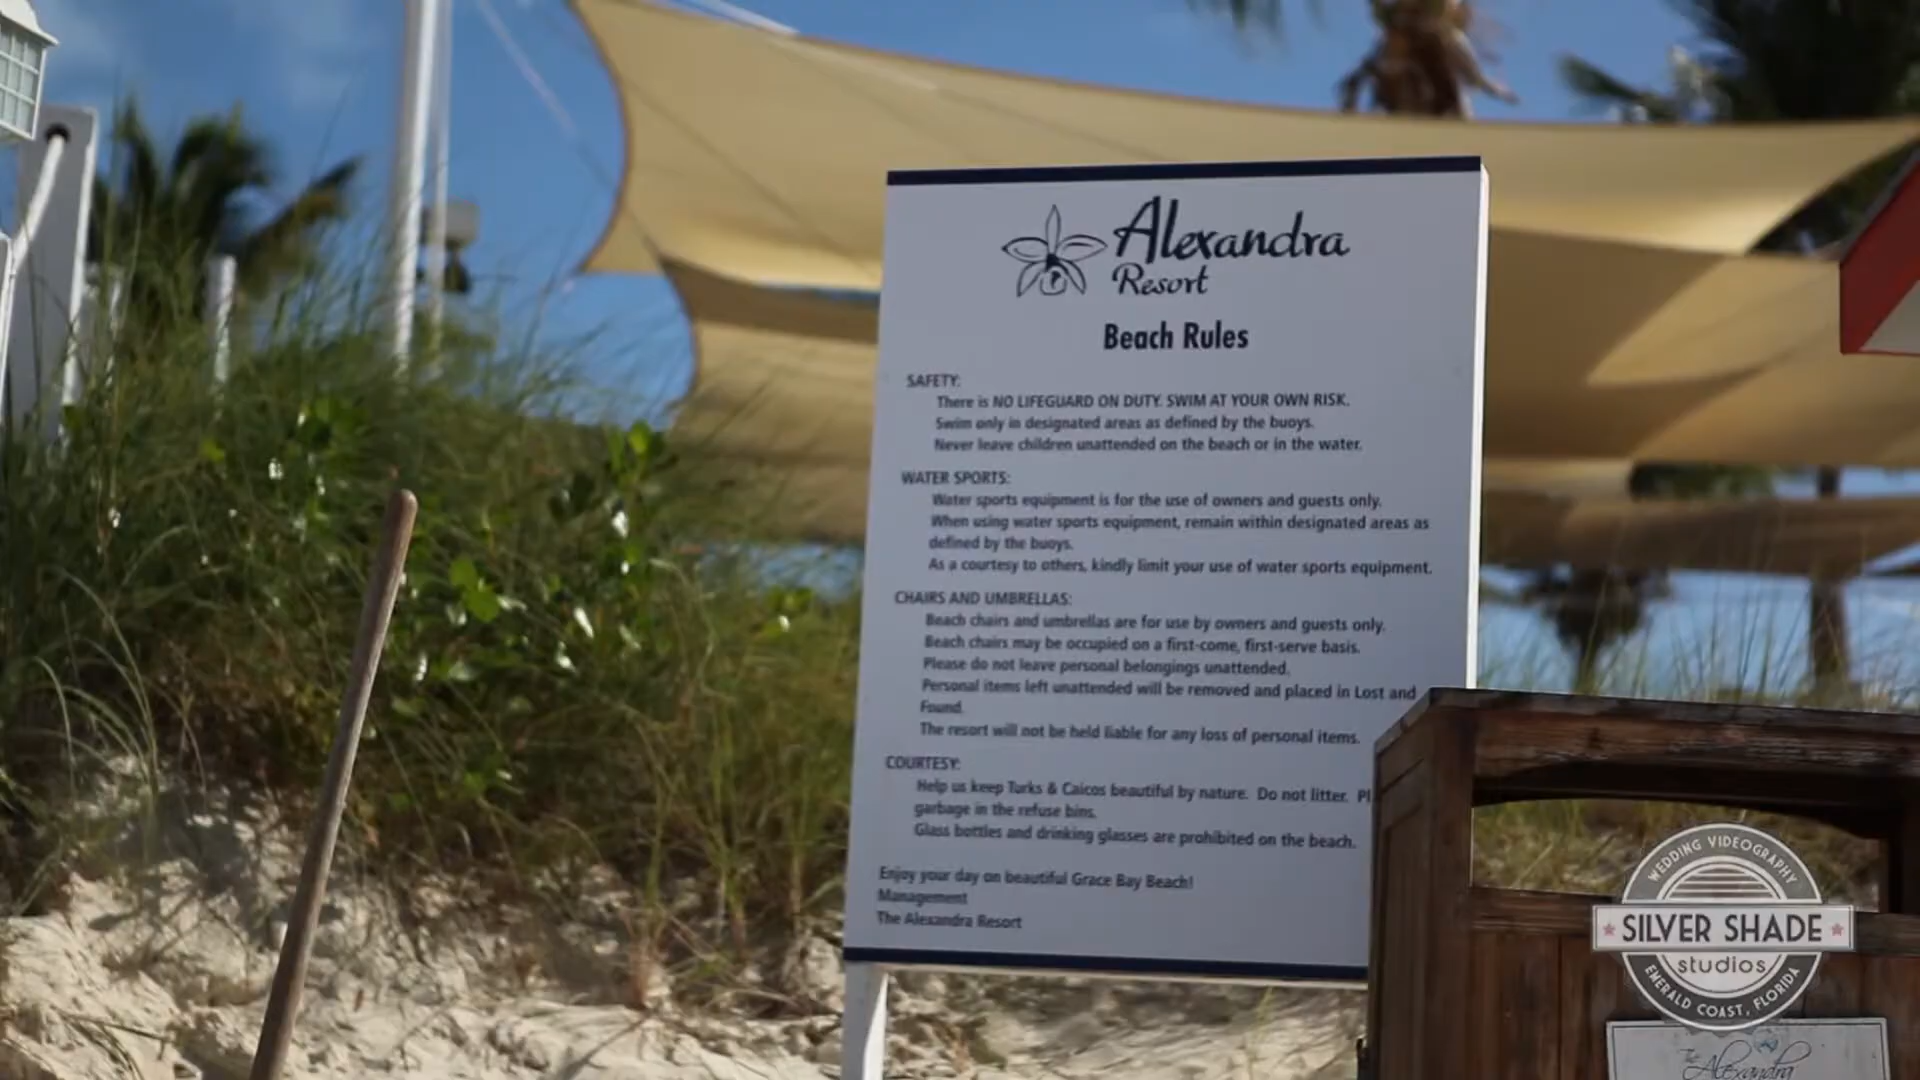 Alexandra
Resort
Beach Rules
SAFETY:
There is NO LIFEGUARD ON DUTY. SWIM AT YOUR OWN RISK.
Swim only in designated areas as defined by the buoys.
Never leave children unattended on the beach or in the water.
WATER SPORTS:
Water sports equipment is for the use of owners and guests only.
When using water sports equipment, remain within designated areas as
defined by the buoys.
As a courtesy to others, kindly limit your use of water sports equipment.
CHAIRS AND UMBRELLAS:
Beach chairs and umbrellas are for use by owners and guests only.
Beach chairs may be occupied on a first-come, first-serve basis.
Please do not leave personal belongings unattended.
Personal items left unattended will be removed and placed in Lost and
Found.
The resort will not be held liable for any loss of personal items.
COURTESY:
Help us keep Turks & Caicos beautiful by nature. Do not litter. Pl
garbage in the refuse bins.
Glass bottles and drinking glasses are prohibited on the beach.
Enjoy your day on beautiful Grace Bay Beach!
Management
The Alexandra Resort
WEDDING VIDEOGRAPHY
SILVER SHADE
studios
EMERALD COAST, FLORIDA
The
Alexandra